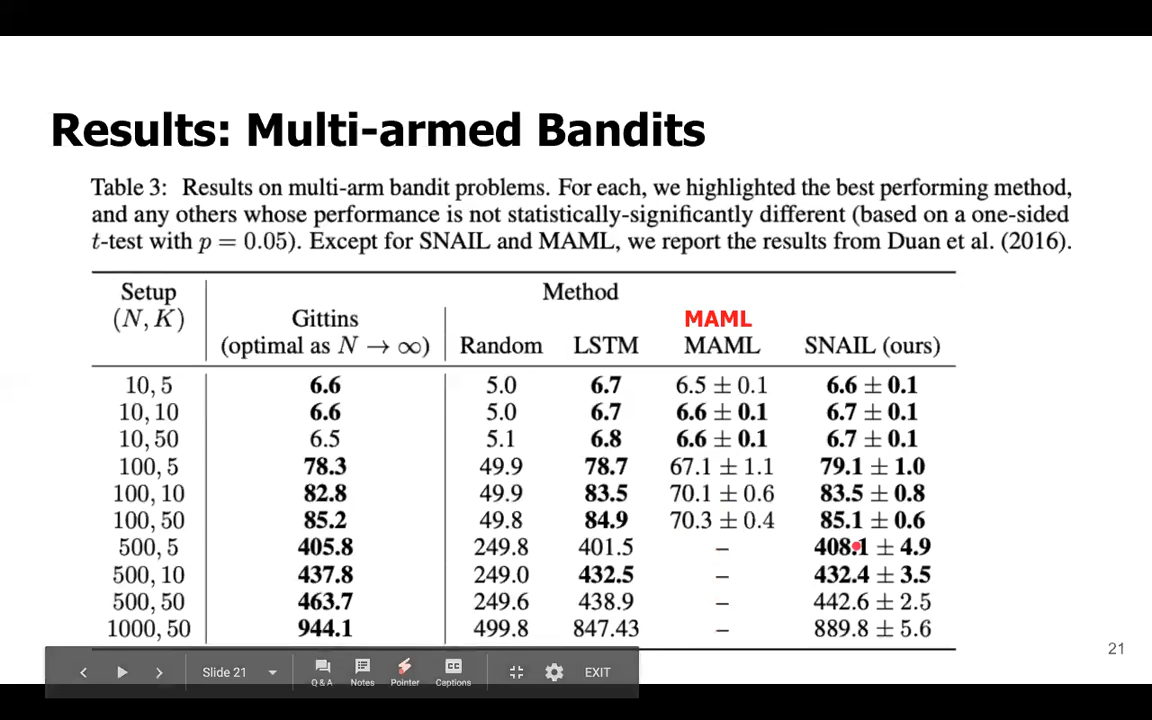 Results: Multi-armed Bandits
Table 3: Results on multi-arm bandit problems. For each, we highlighted the best performing method,
and any others whose performance is not statistically-significantly different (based on a one-sided
t-test with p = 0.05). Except for SNAIL and MAML, we report the results from Duan et al. (2016).
Setup Method
(N, K) Gittins MAML
(optimal as N → ∞) Random LSTM MAML SNAIL (ours)
10, 5 6.6 5.0 6.7 6.5 ± 0.1 6.6 ± 0.1
10, 10 6.6 5.0 6.7 6.6 ± 0.1 6.7 ± 0.1
10, 50 6.5 5.1 6.8 6.6 ± 0.1 6.7 ± 0.1
100, 5 78.3 49.9 78.7 67.1 ± 1.1 79.1 ± 1.0
100, 10 82.8 49.9 83.5 70.1 ± 0.6 83.5 ± 0.8
100, 50 85.2 49.8 84.9 70.3 ± 0.4 85.1 ± 0.6
500, 5 405.8 249.8 401.5 – 408.1 ± 4.9
500, 10 437.8 249.0 432.5 – 432.4 ± 3.5
500, 50 463.7 249.6 438.9 – 442.6 ± 2.5
1000, 50 944.1 499.8 847.43 – 889.8 ± 5.6
21
Slide 21 Q & A Notes Pointer CC Captions EXIT